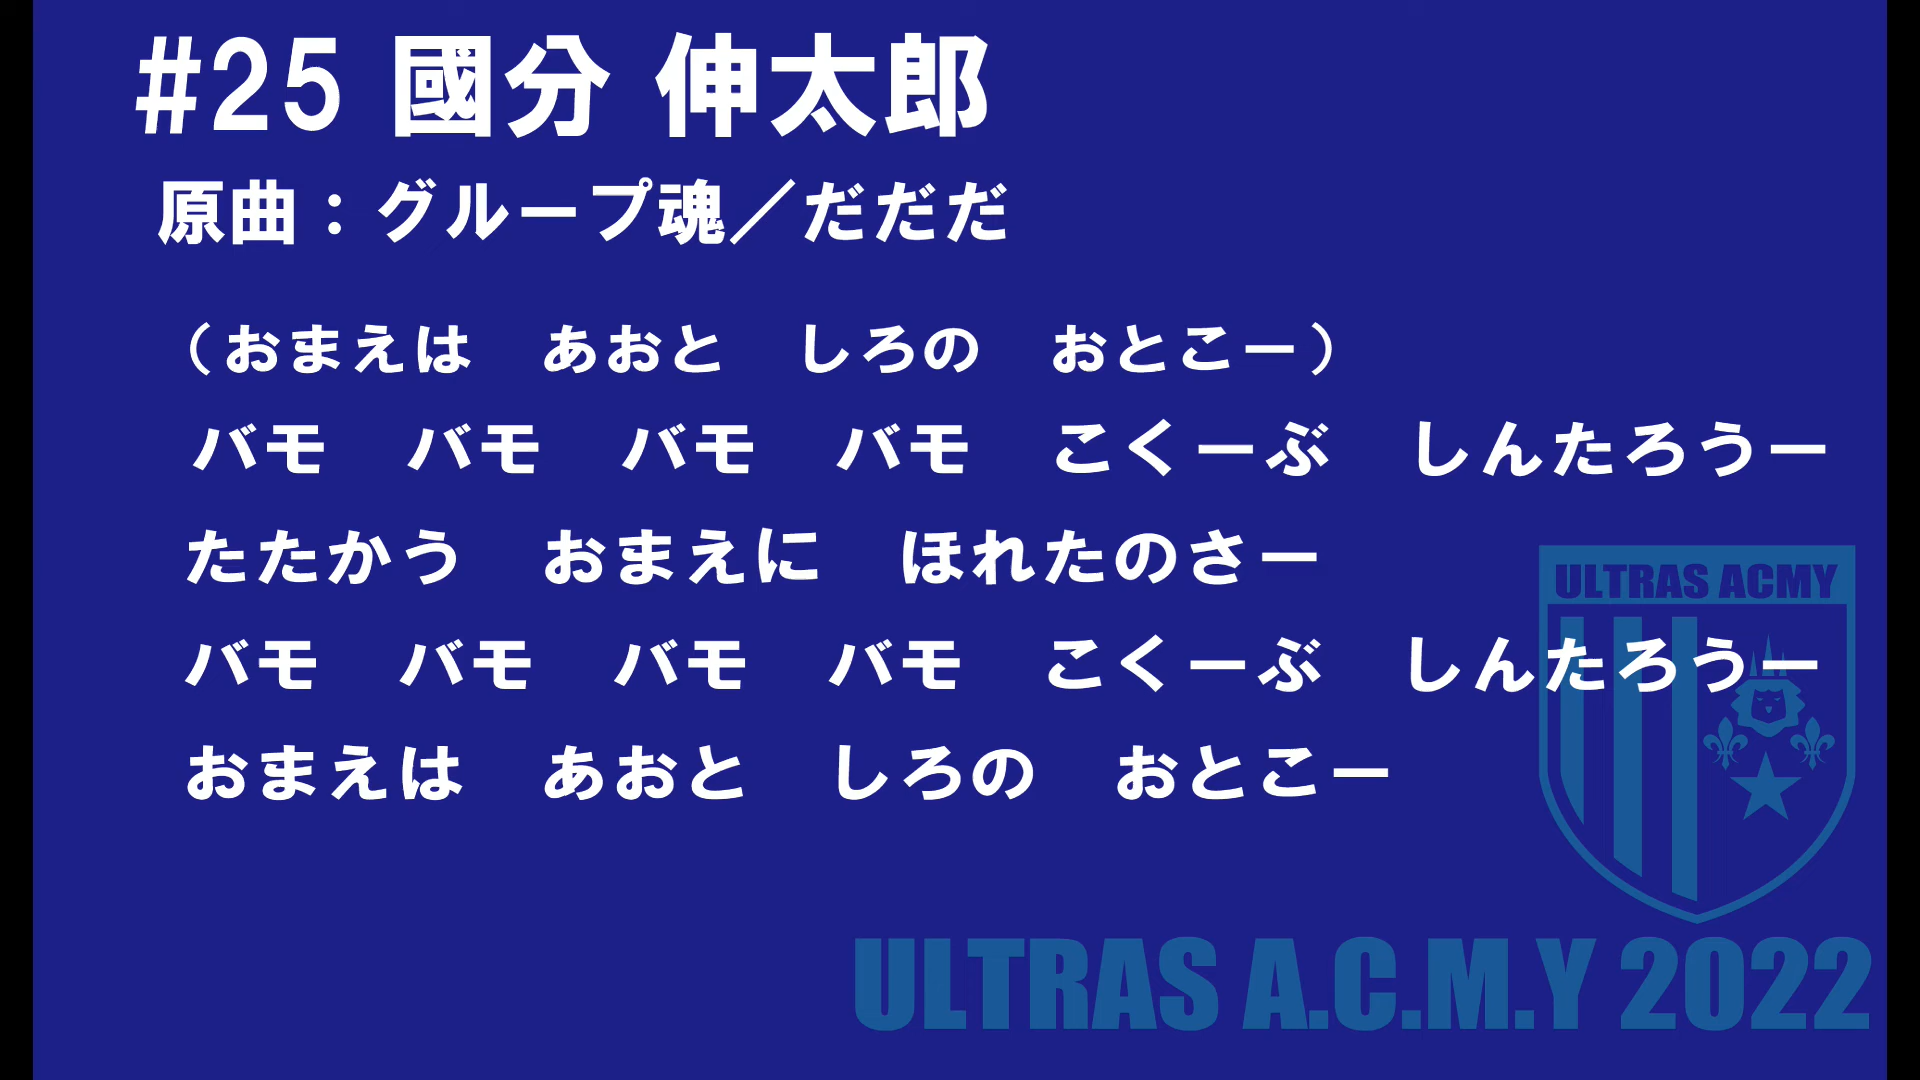 #25 國分 伸太郎
原曲：グループ魂／だだだ
（おまえは　あおと　しろの　おとこー）
バモ　バモ　バモ　バモ　こくーぶ　しんたろうー
たたかう　おまえに　ほれたのさー
ULTRAS ACMY
バモ　バモ　バモ　バモ　こくーぶ　しんたろうー
おまえは　あおと　しろの　おとこー
ULTRAS A.C.M.Y 2022